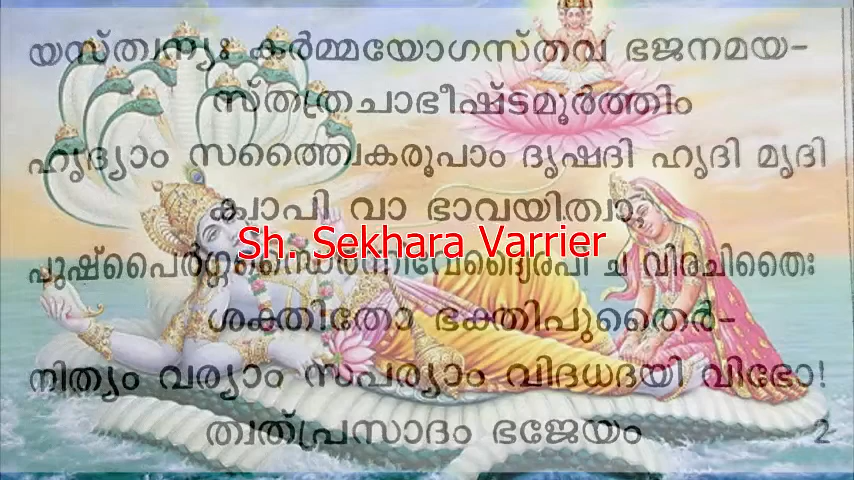 യസ്ത്വന്യഃ കർമ്മയോഗസ്തവ ഭജനമയ-
സ്തത്രചാഭീഷ്ടമൂർത്തിം
ഹൃദ്യാം സത്ത്വൈകരൂപാം ദൃഷദി ഹൃദി മൃദി
ക്വാപി വാ ഭാവയിത്വാ
Sh. Sekhara Varrier
ച വിരചിതൈഃ
ശക്തിതോ ഭക്തിപൂതൈർ-
നിത്യം വര്യാം സപര്യാം വിദധദയി വിഭോ!
ത്വത്പ്രസാദം ഭജേയം 2